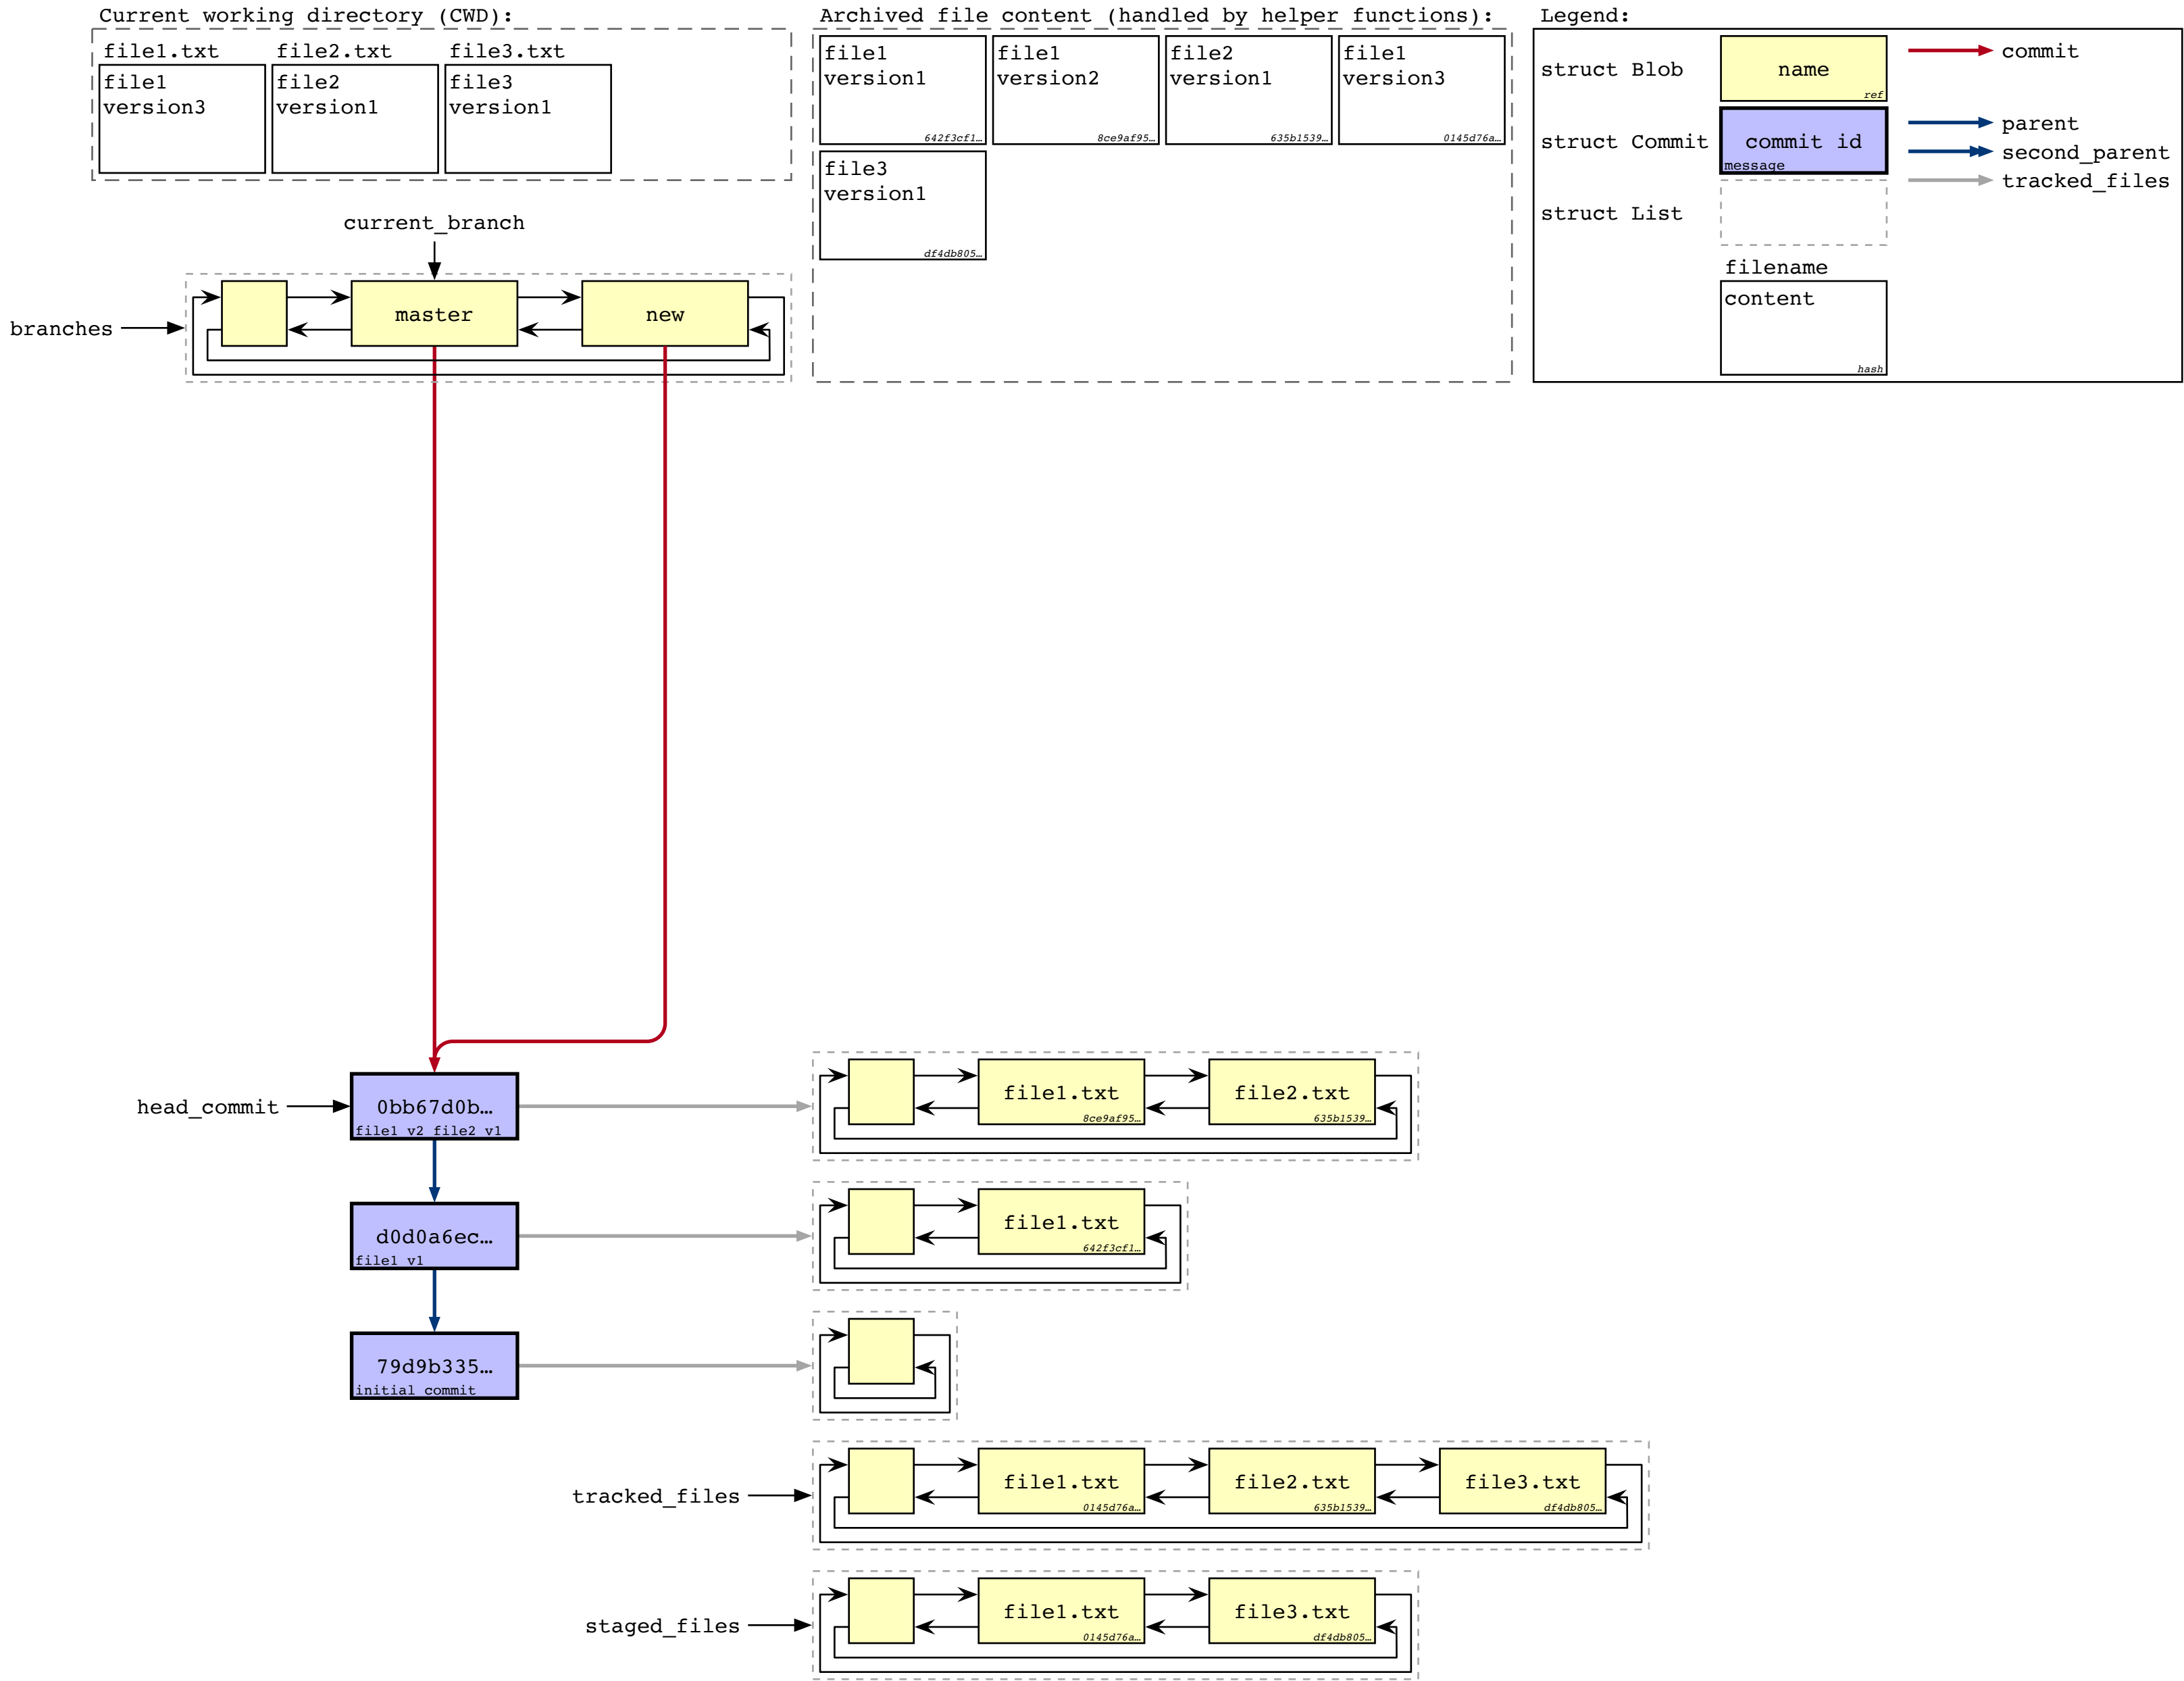 Current working directory (CWD):
file1.txt
file2.txt
file3.txt
file1
version3
file2
version1
file3
version1
Archived file content (handled by helper functions):
file1
version1
642f3cf1…
file1
version2
8ce9af95…
file2
version1
635b1539…
file1
version3
0145d76a…
file3
version1
df4db805…
Legend:
struct Blob
name
ref
struct Commit
commit id
message
struct List
filename
content
hash
commit
parent
second_parent
tracked_files
current_branch
branches
master
new
head_commit
0bb67d0b…
file1 v2 file2 v1
file1.txt
8ce9af95…
file2.txt
635b1539…
d0d0a6ec…
file1 v1
file1.txt
642f3cf1…
79d9b335…
initial commit
tracked_files
file1.txt
0145d76a…
file2.txt
635b1539…
file3.txt
df4db805…
staged_files
file1.txt
0145d76a…
file3.txt
df4db805…